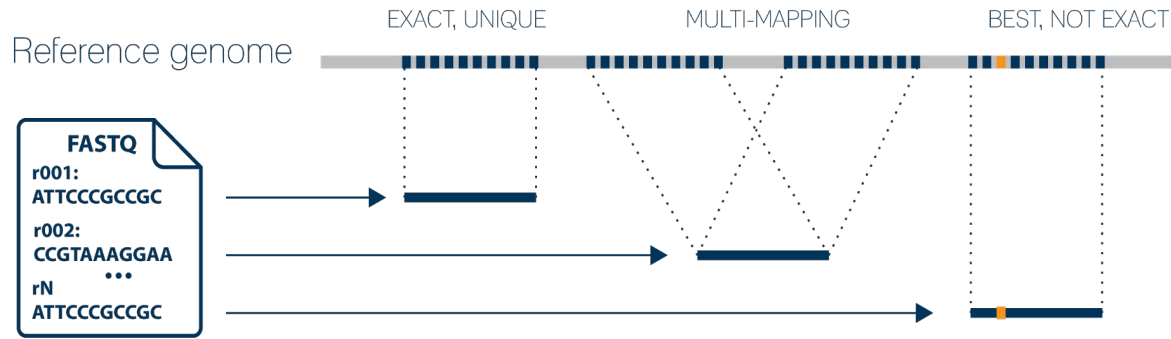 EXACT, UNIQUE
MULTI-MAPPING
BEST, NOT EXACT
Reference genome
FASTQ
r001:
ATTCCCGCCGC
r002:
CCGTAAAGGAA
•••
rN
ATTCCCGCCGC